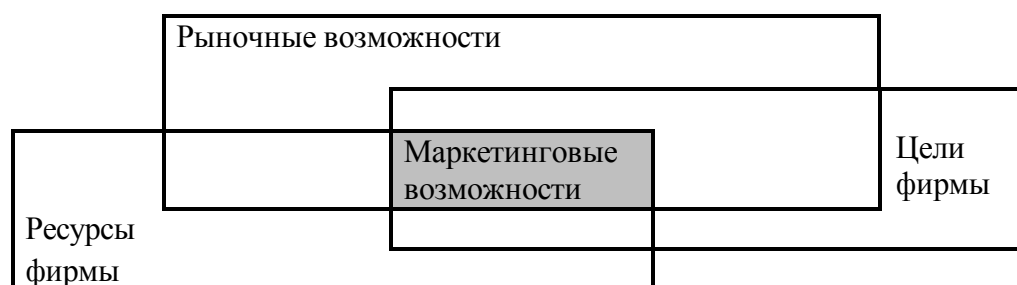 Рыночные возможности
Маркетинговые
возможности
Цели
фирмы
Ресурсы
фирмы